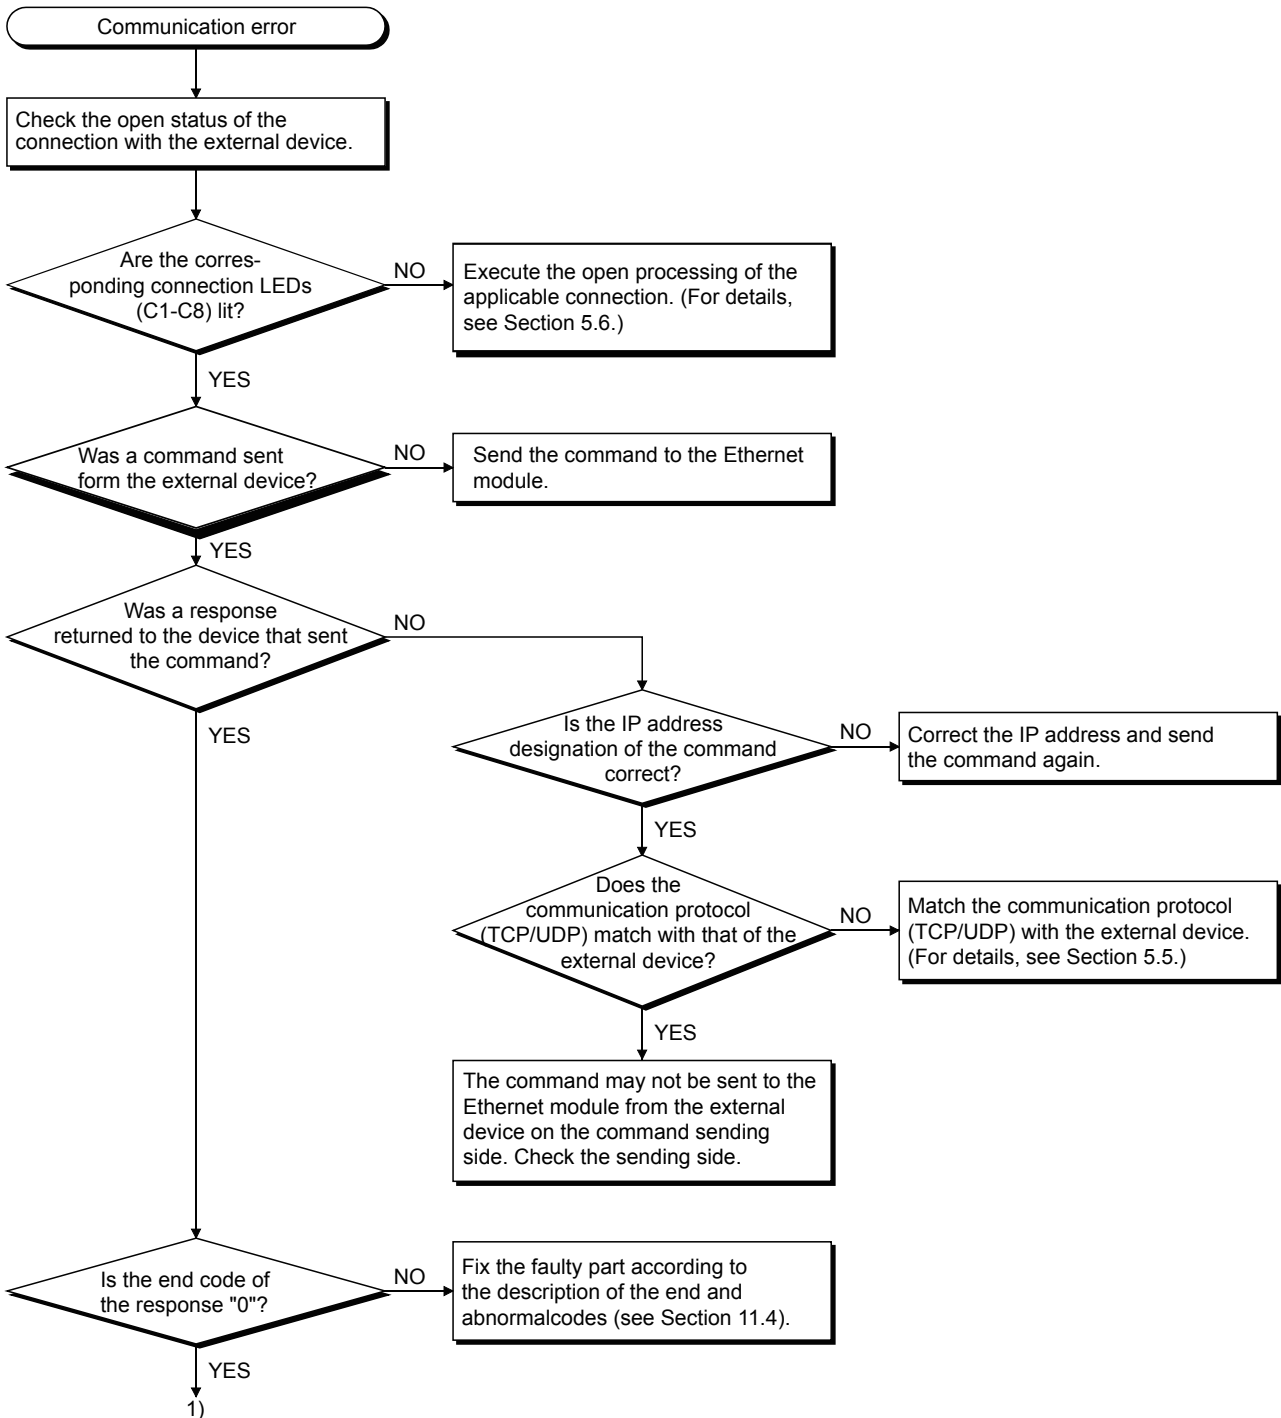 Communication error
Check the open status of the
connection with the external device.
Are the corres-
ponding connection LEDs
(C1-C8) lit?
NO
Execute the open processing of the
applicable connection. (For details,
see Section 5.6.)
YES
Was a command sent
form the external device?
NO
Send the command to the Ethernet
module.
YES
Was a response
returned to the device that sent
the command?
NO
YES
Is the IP address
designation of the command
correct?
NO
Correct the IP address and send
the command again.
YES
Does the
communication protocol
(TCP/UDP) match with that of the
external device?
NO
Match the communication protocol
(TCP/UDP) with the external device.
(For details, see Section 5.5.)
YES
The command may not be sent to the
Ethernet module from the external
device on the command sending
side. Check the sending side.
Is the end code of
the response "0"?
NO
Fix the faulty part according to
the description of the end and
abnormalcodes (see Section 11.4).
YES
1)